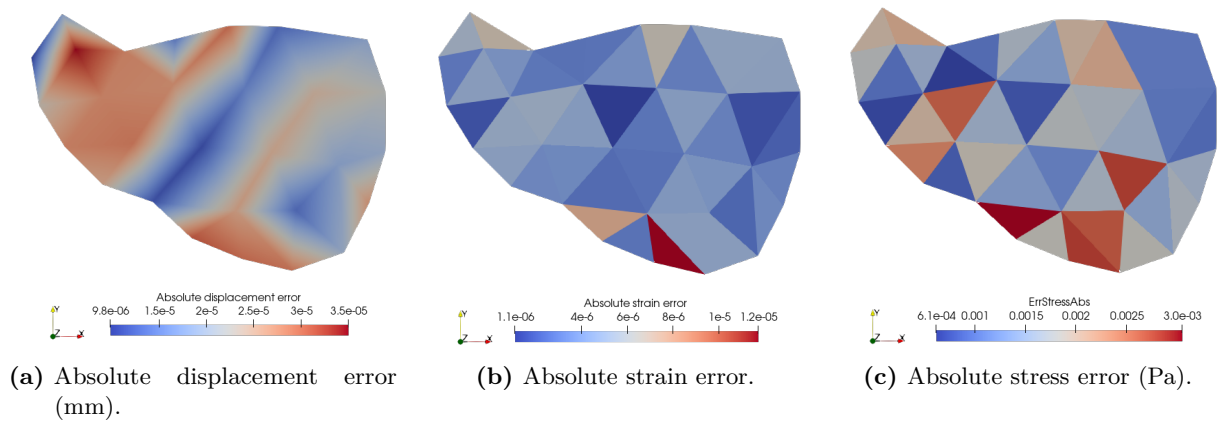 Absolute displacement error
9.8e-06 1.5e-5 2e-5 2.5e-5 3e-5 3.5e-05
Y
Z X
(a) Absolute displacement error
(mm).
Absolute strain error
1.1e-06 4e-6 6e-6 8e-6 1e-5 1.2e-05
Y
Z X
(b) Absolute strain error.
ErrStressAbs
6.1e-04 0.001 0.0015 0.002 0.0025 3.0e-03
Y
Z X
(c) Absolute stress error (Pa).